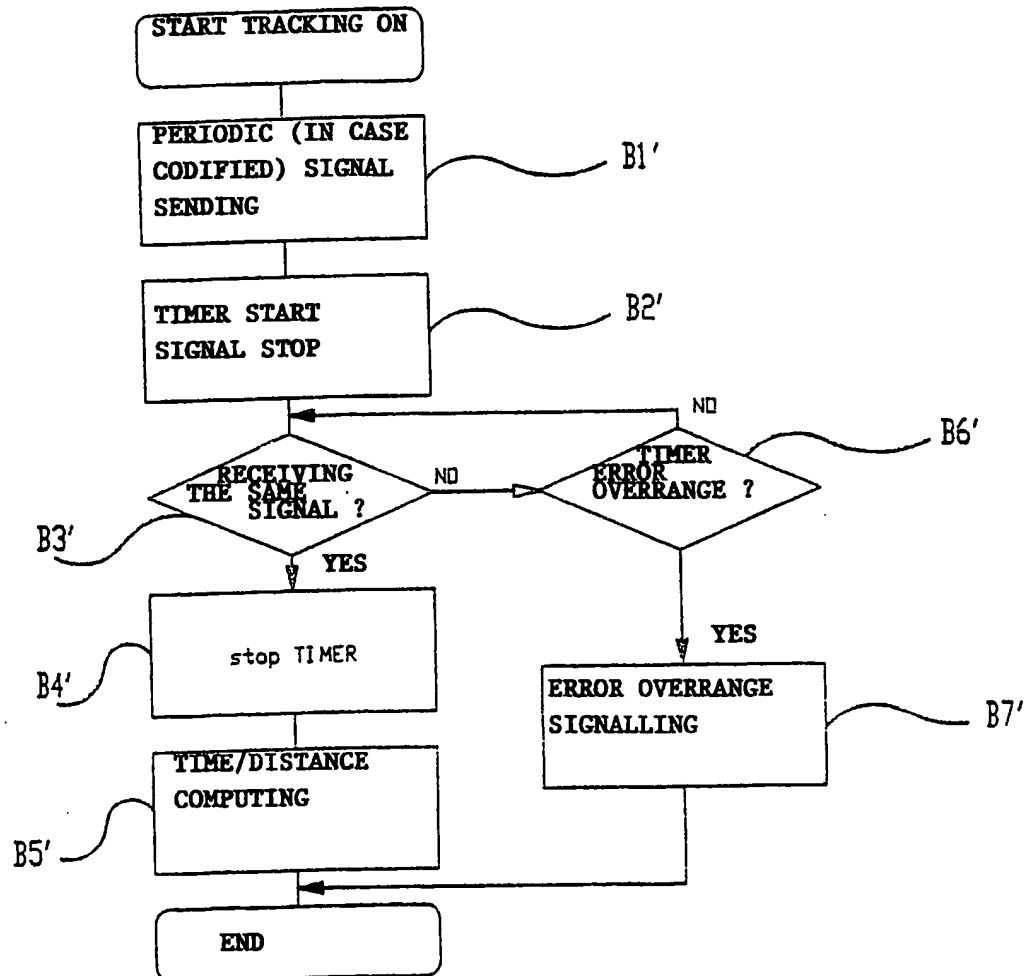 START TRACKING ON
PERIODIC (IN CASE
CODIFIED) SIGNAL
SENDING
B1'
TIMER START
SIGNAL STOP
B2'
NO
B6'
RECEIVING
THE SAME
SIGNAL ?
NO
TIMER
ERROR
OVERRANGE ?
B3'
YES
stop TIMER
B4'
YES
ERROR OVERRANGE
SIGNALLING
B7'
TIME/DISTANCE
COMPUTING
B5'
END